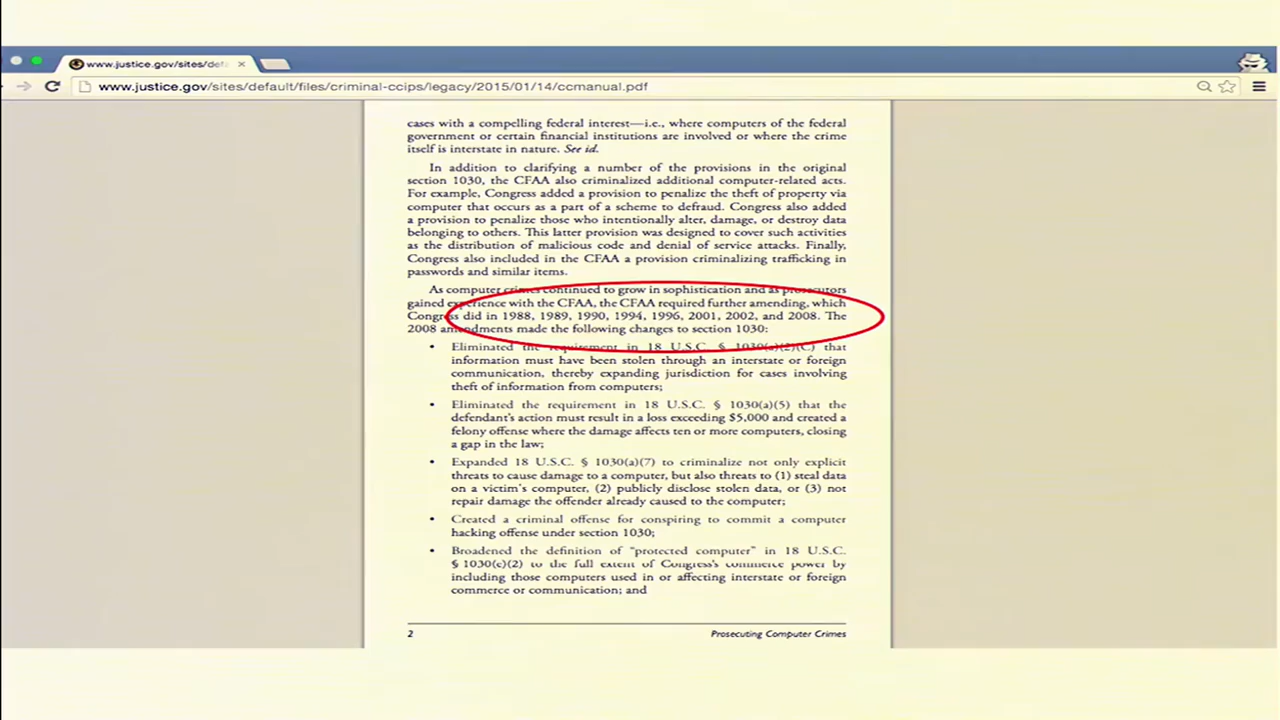 www.justice.gov/sites/def
www.justice.gov/sites/default/files/criminal-ccips/legacy/2015/01/14/ccmanual.pdf
cases with a compelling federal interest—i.e., where computers of the federal
government or certain financial institutions are involved or where the crime
itself is interstate in nature. See id.
In addition to clarifying a number of the provisions in the original
section 1030, the CFAA also criminalized additional computer-related acts.
For example, Congress added a provision to penalize the theft of property via
computer that occurs as a part of a scheme to defraud. Congress also added
a provision to penalize those who intentionally alter, damage, or destroy data
belonging to others. This latter provision was designed to cover such activities
as the distribution of malicious code and denial of service attacks. Finally,
Congress also included in the CFAA a provision criminalizing trafficking in
passwords and similar items.
As computer crimes continued to grow in sophistication and as prosecutors
gained experience with the CFAA, the CFAA required further amending, which
Congress did in 1988, 1989, 1990, 1994, 1996, 2001, 2002, and 2008. The
2008 amendments made the following changes to section 1030:
• Eliminated the requirement in 18 U.S.C. § 1030(a)(2)(C) that
information must have been stolen through an interstate or foreign
communication, thereby expanding jurisdiction for cases involving
theft of information from computers;
• Eliminated the requirement in 18 U.S.C. § 1030(a)(5) that the
defendant's action must result in a loss exceeding $5,000 and created a
felony offense where the damage affects ten or more computers, closing
a gap in the law;
• Expanded 18 U.S.C. § 1030(a)(7) to criminalize not only explicit
threats to cause damage to a computer, but also threats to (1) steal data
on a victim's computer, (2) publicly disclose stolen data, or (3) not
repair damage the offender already caused to the computer;
• Created a criminal offense for conspiring to commit a computer
hacking offense under section 1030;
• Broadened the definition of "protected computer" in 18 U.S.C.
§ 1030(e)(2) to the full extent of Congress's commerce power by
including those computers used in or affecting interstate or foreign
commerce or communication; and
2 Prosecuting Computer Crimes